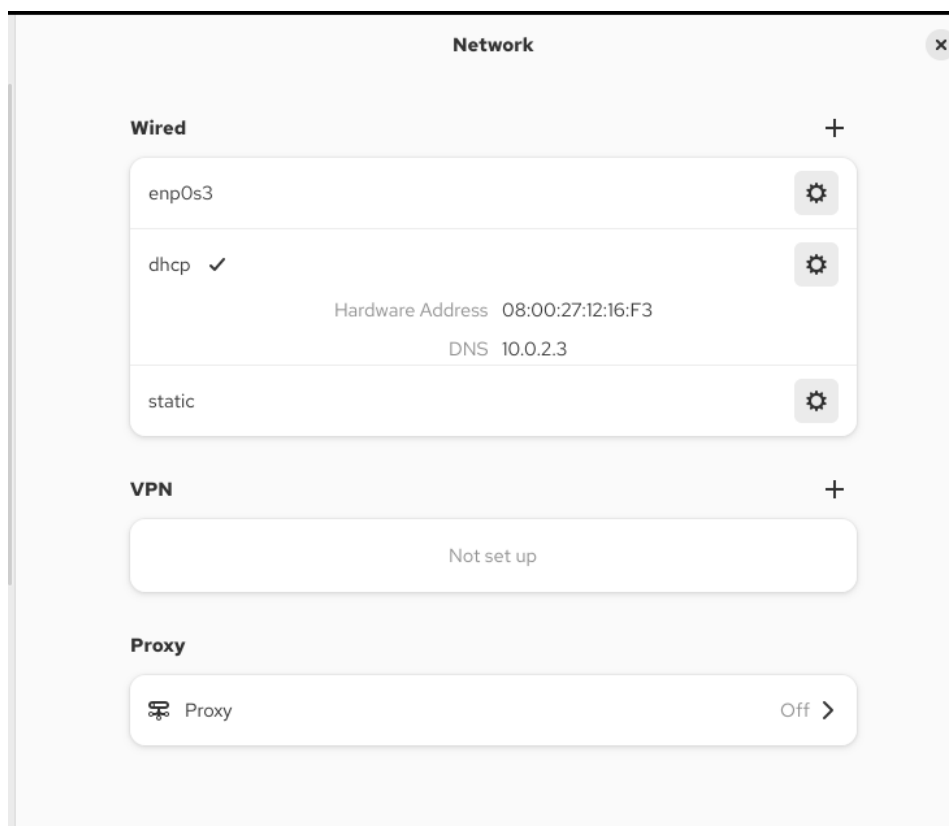 Network
Wired
enp0s3
dhcp
Hardware Address 08:00:27:12:16:F3
DNS 10.0.2.3
static
VPN
Not set up
Proxy
Proxy Off